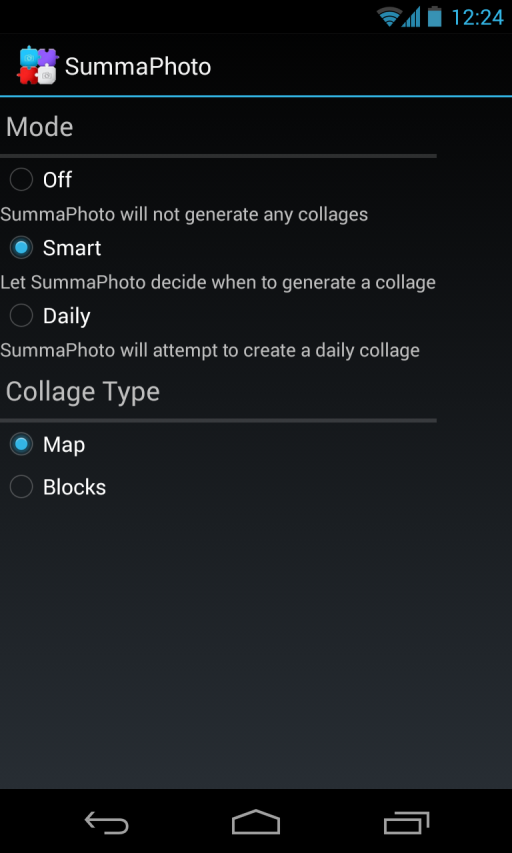 12:24
SummaPhoto
Mode
Off
SummaPhoto will not generate any collages
Smart
Let SummaPhoto decide when to generate a collage
Daily
SummaPhoto will attempt to create a daily collage
Collage Type
Map
Blocks